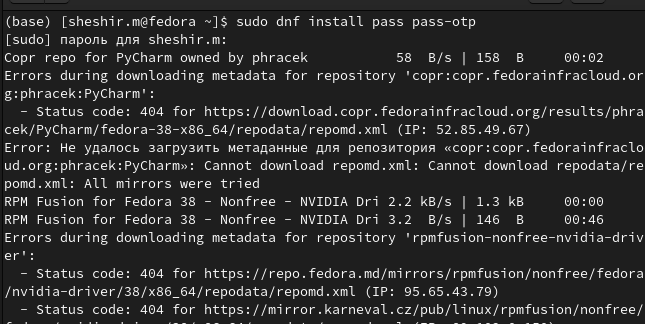 (base) [sheshir.m@fedora ~]$ sudo dnf install pass pass-otp
[sudo] пароль для sheshir.m:
Copr repo for PyCharm owned by phracek 58 B/s | 158 B 00:02
Errors during downloading metadata for repository 'copr:copr.fedorainfracloud.or
g:phracek:PyCharm':
- Status code: 404 for https://download.copr.fedorainfracloud.org/results/phra
cek/PyCharm/fedora-38-x86_64/repodata/repomd.xml (IP: 52.85.49.67)
Error: Не удалось загрузить метаданные для репозитория «copr:copr.fedorainfraclo
ud.org:phracek:PyCharm»: Cannot download repomd.xml: Cannot download repodata/re
pomd.xml: All mirrors were tried
RPM Fusion for Fedora 38 - Nonfree - NVIDIA Dri 2.2 kB/s | 1.3 kB 00:00
RPM Fusion for Fedora 38 - Nonfree - NVIDIA Dri 3.2 B/s | 146 B 00:46
Errors during downloading metadata for repository 'rpmfusion-nonfree-nvidia-driv
er':
- Status code: 404 for https://repo.fedora.md/mirrors/rpmfusion/nonfree/fedora
/nvidia-driver/38/x86_64/repodata/repomd.xml (IP: 95.65.43.79)
- Status code: 404 for https://mirror.karneval.cz/pub/linux/rpmfusion/nonfree/